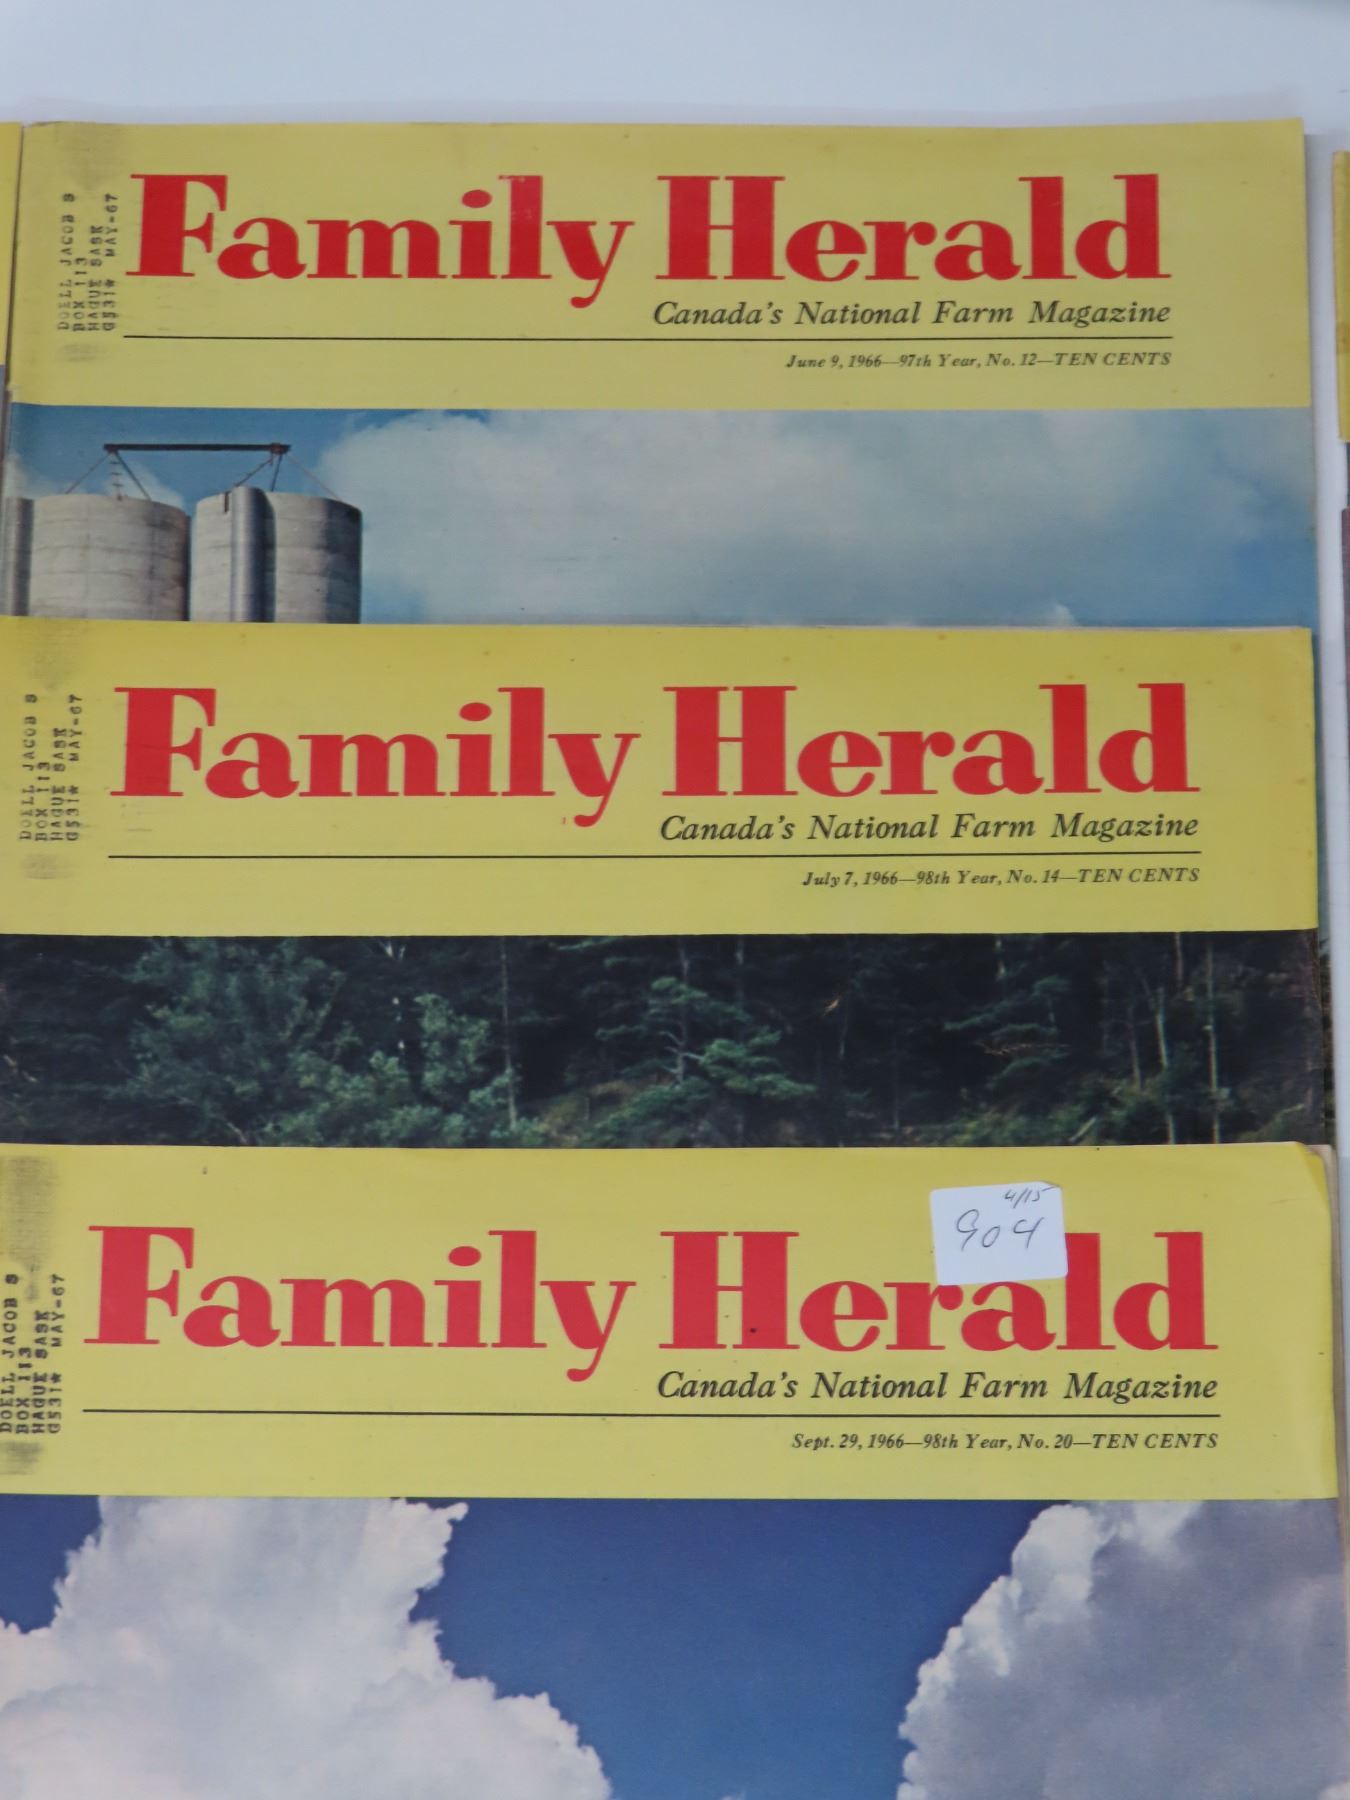 DOELL JACOB S
BOX 113
HAGUE SASK
G531* MAY-67
Family Herald
Canada's National Farm Magazine
June 9, 1966—97th Year, No. 12—TEN CENTS
DOELL JACOB S
BOX 113
HAGUE SASK
G531* MAY-67
Family Herald
Canada's National Farm Magazine
July 7, 1966—98th Year, No. 14—TEN CENTS
DOELL JACOB S
BOX 113
HAGUE SASK
G531* MAY-67
4/15
904
Family Herald
Canada's National Farm Magazine
Sept. 29, 1966—98th Year, No. 20—TEN CENTS